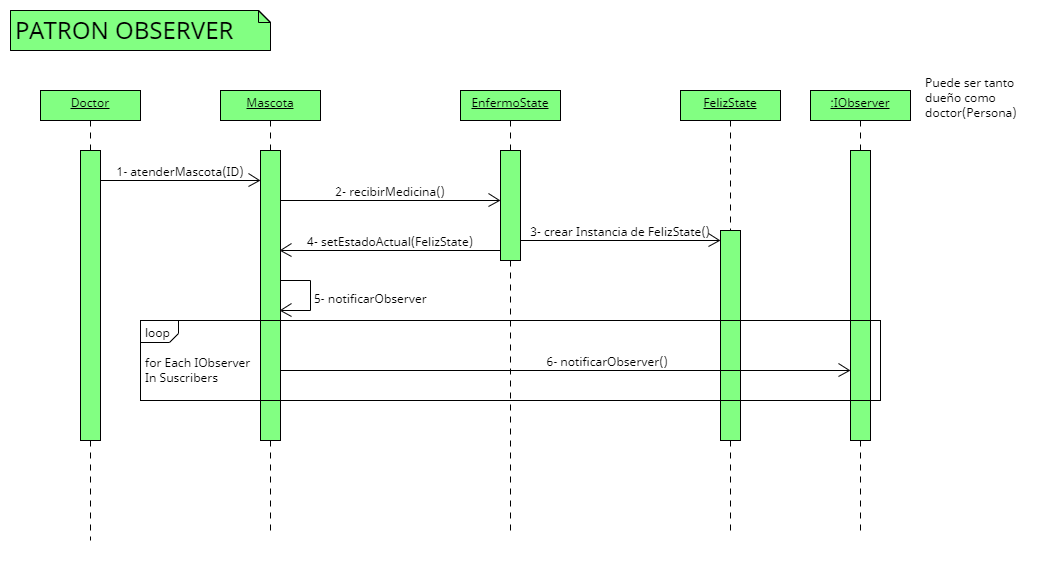 PATRON OBSERVER
Doctor
Mascota
EnfermoState
FelizState
:IObserver
Puede ser tanto
dueño como
doctor(Persona)
1- atenderMascota(ID)
2- recibirMedicina()
3- crear Instancia de FelizState()
4- setEstadoActual(FelizState)
5- notificarObserver
loop
for Each IObserver
In Suscribers
6- notificarObserver()